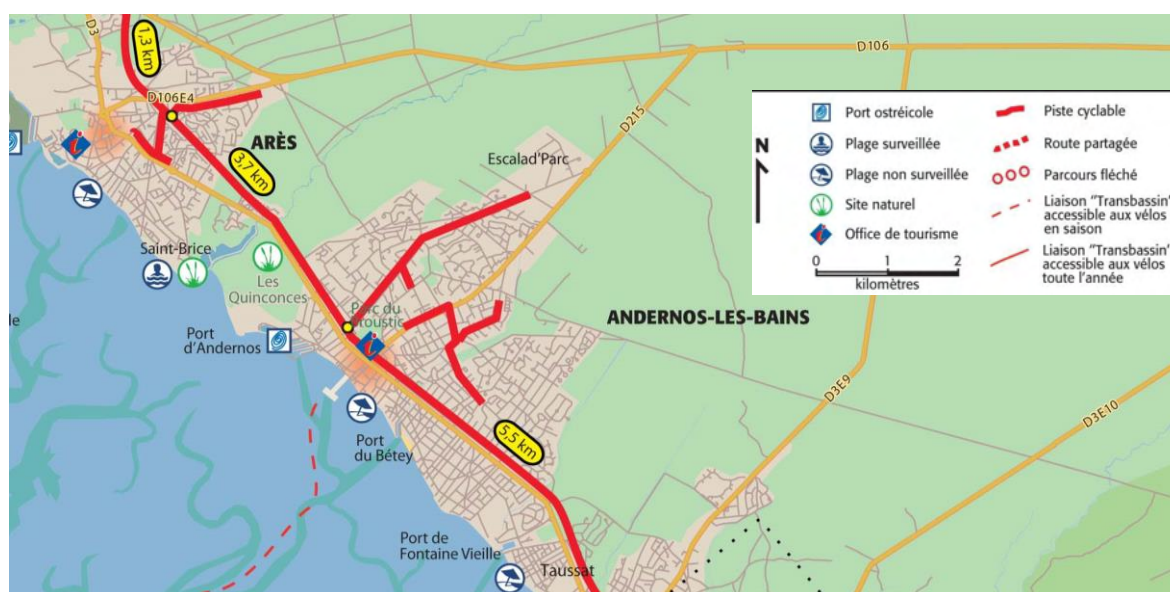 D3
1,3 km
D106
D106E4
ARÈS
D215
3,7 km
Escalad'Parc
Saint-Brice
Les
Quinconces
Parc du
Port
d'Andernos
ANDERNOS-LES-BAINS
Port
du Bétey
5,5 km
D3E9
D3E10
Port de
Fontaine Vieille
Taussat
N
Port ostréicole
Plage surveillée
Plage non surveillée
Site naturel
Office de tourisme
0 1 2
kilomètres
Piste cyclable
Route partagée
Parcours fléché
Liaison "Transbassin"
accessible aux vélos
en saison
Liaison "Transbassin"
accessible aux vélos
toute l'année